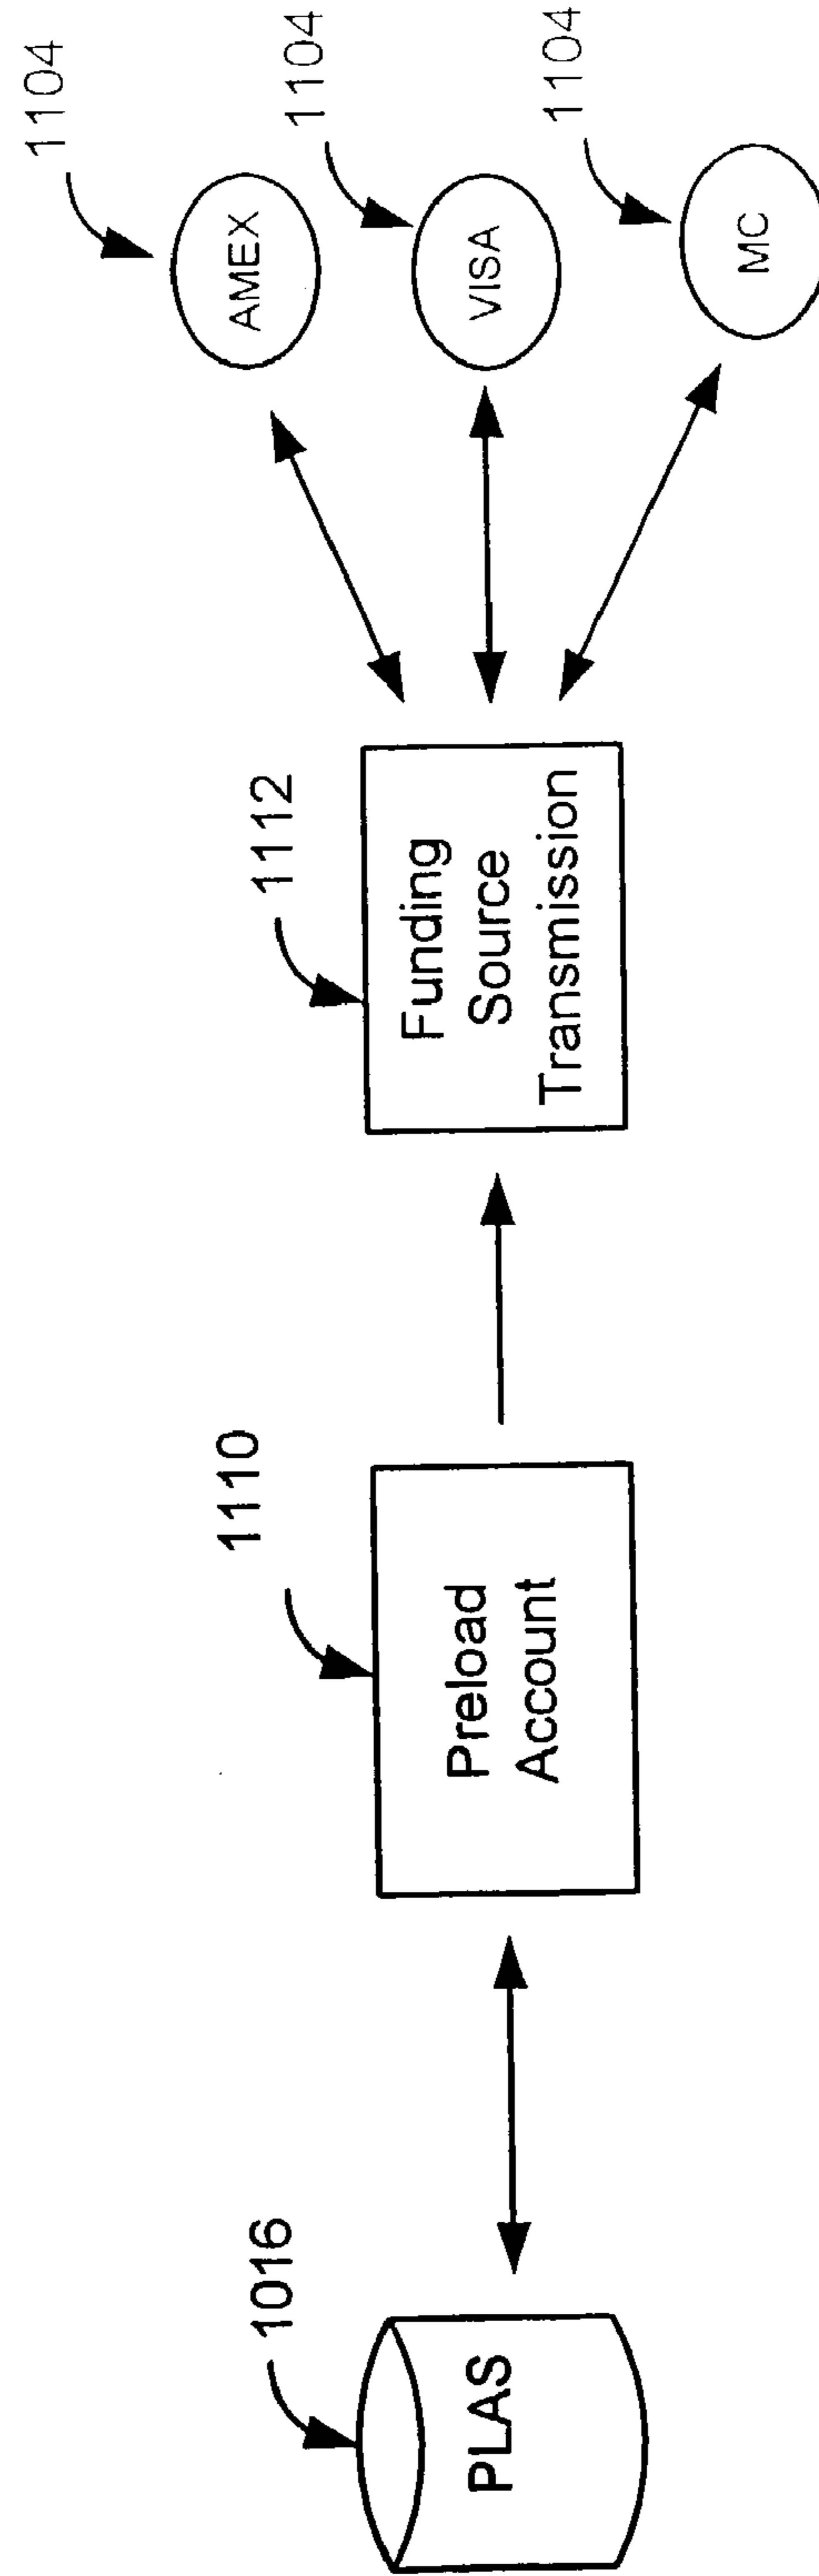 1016
PLAS
1110
Preload
Account
1112
Funding
Source
Transmission
1104
AMEX
1104
VISA
1104
MC